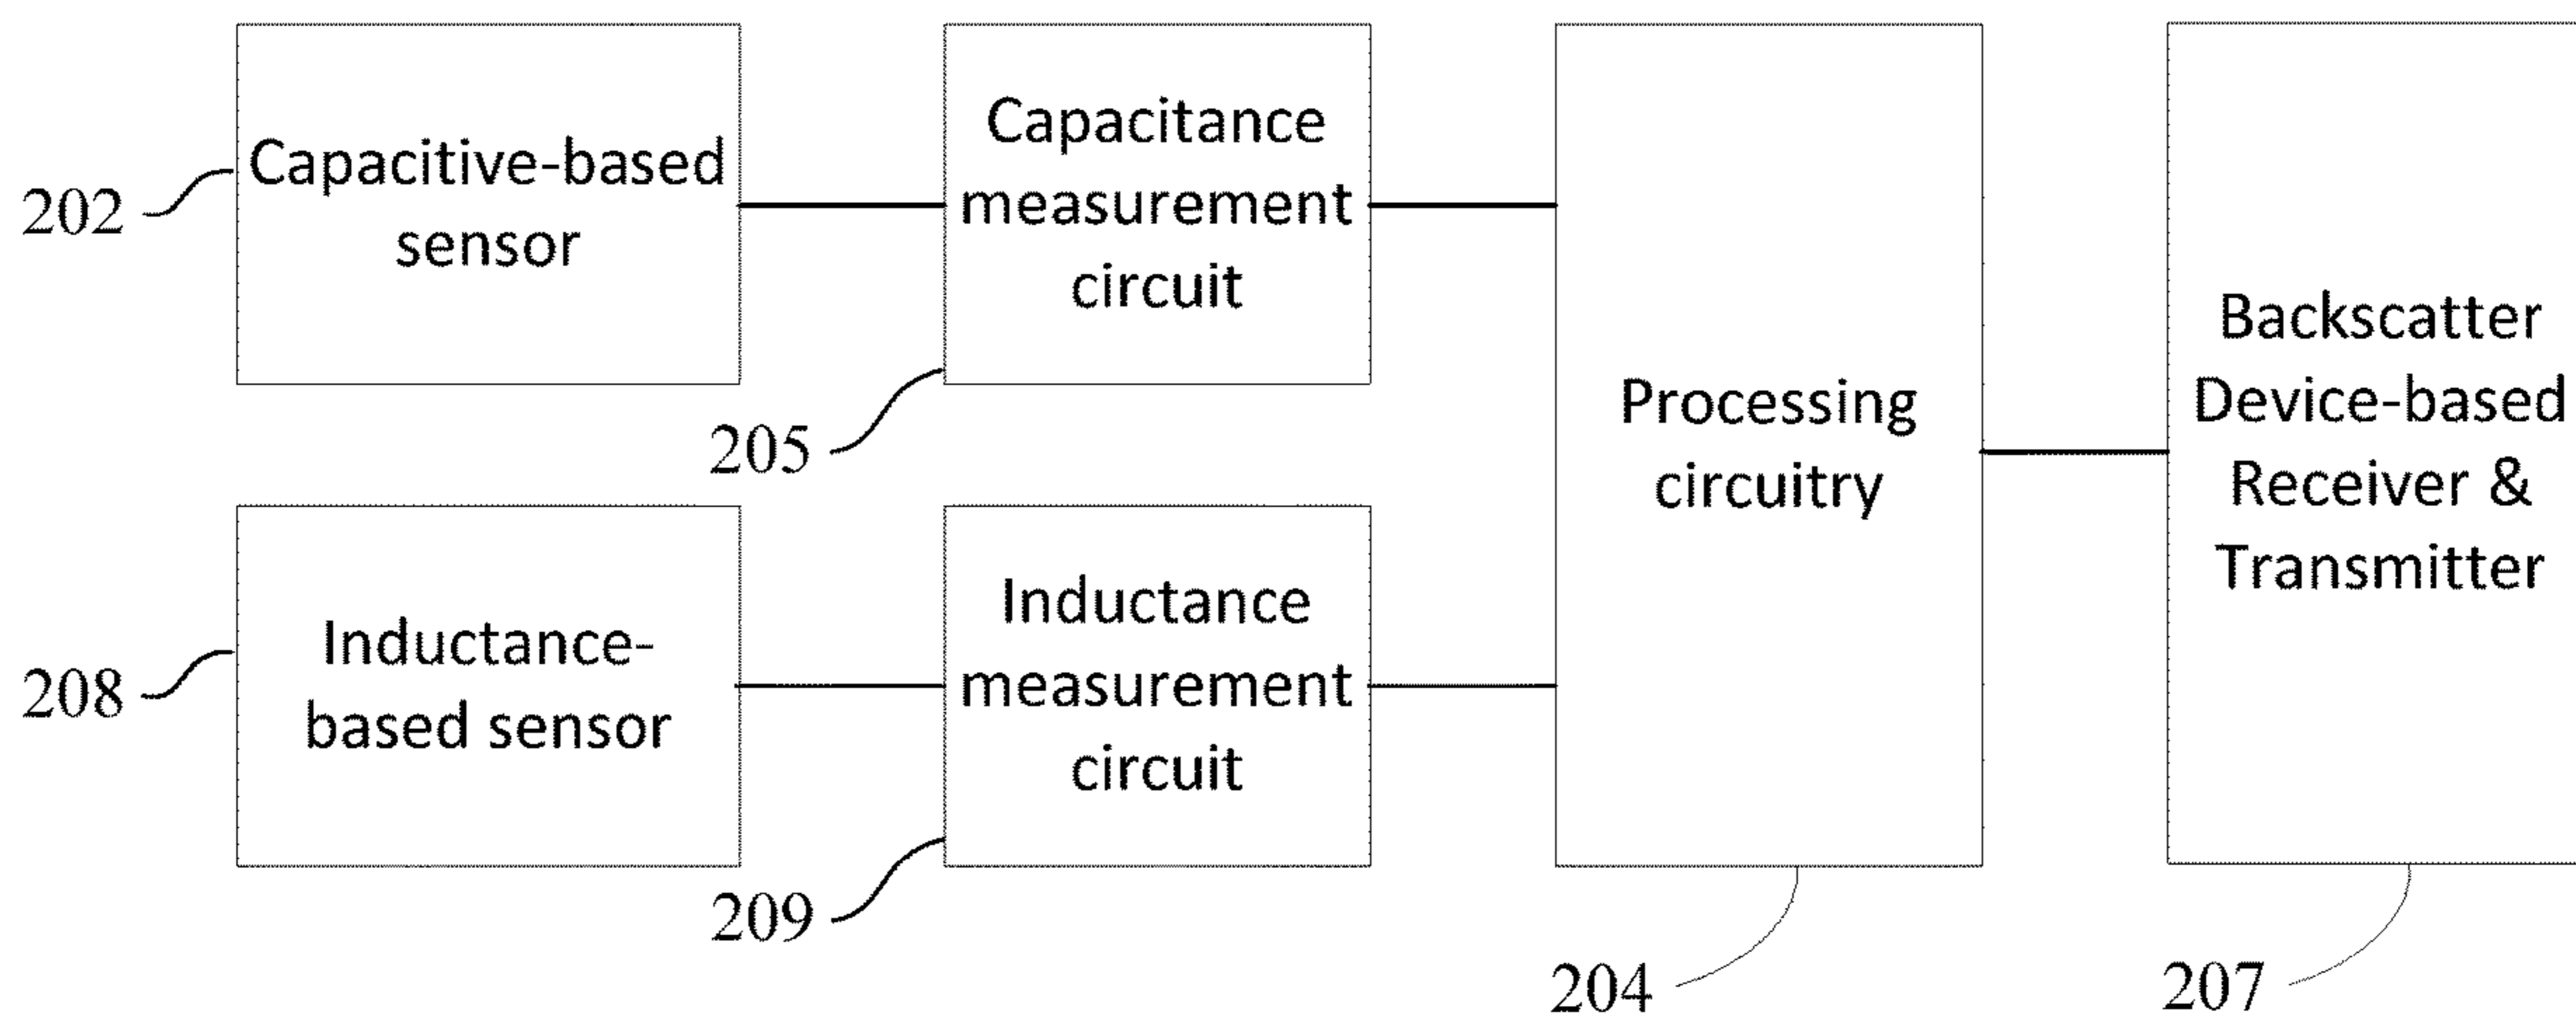 202
Capacitive-based
sensor
Capacitance
measurement
circuit
205
208
Inductance-
based sensor
Inductance
measurement
circuit
209
Processing
circuitry
204
Backscatter
Device-based
Receiver &
Transmitter
207